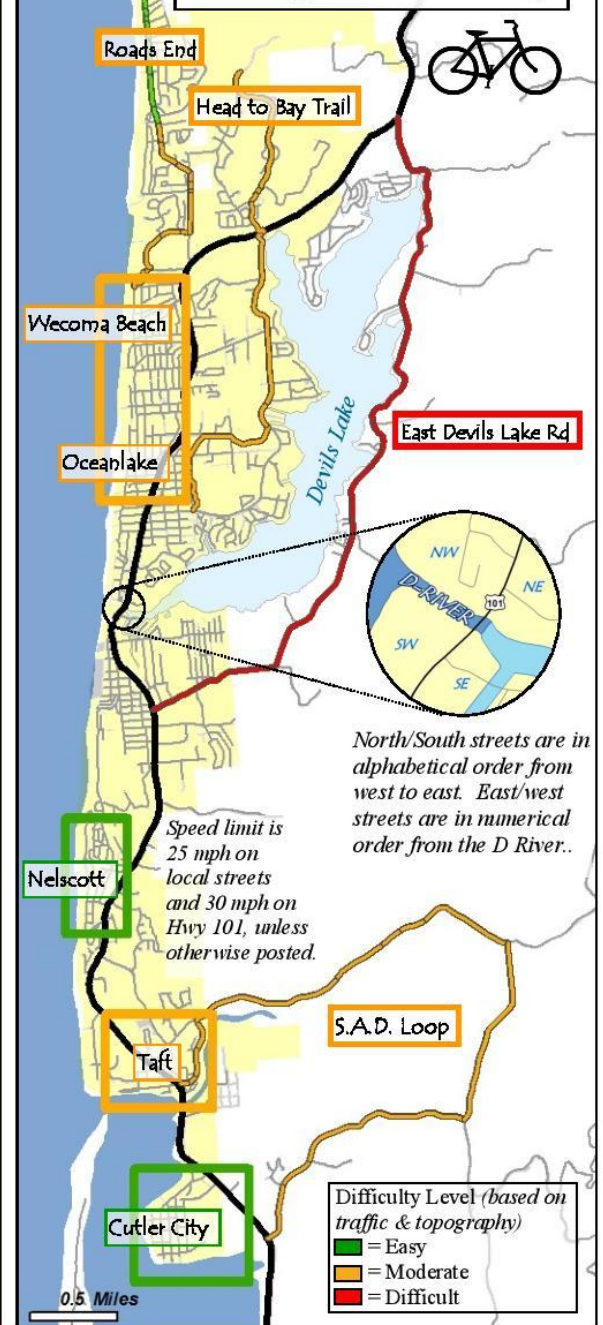 Roads End
Head to Bay Trail
Wecoma Beach
Oceanlake
Devils Lake
East Devils Lake Rd
NW
NE
D-RIVER
101
SW
SE
North/South streets are in
alphabetical order from
west to east. East/west
streets are in numerical
order from the D River..
Speed limit is
25 mph on
local streets
and 30 mph on
Hwy 101, unless
otherwise posted.
Nelscott
S.A.D. Loop
Taft
Cutler City
Difficulty Level (based on
traffic & topography)
= Easy
= Moderate
= Difficult
0.5 Miles